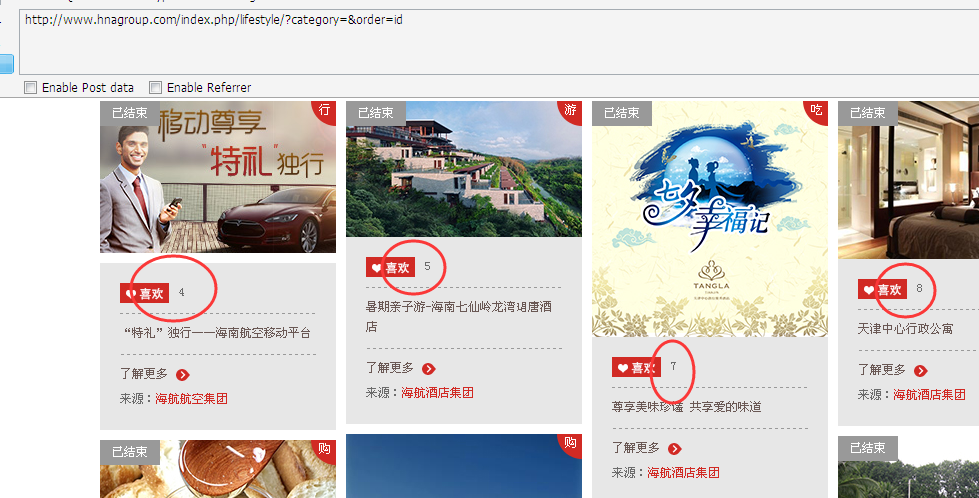 http://www.hnagroup.com/index.php/lifestyle/?category=&order=id
Enable Post data
Enable Referrer
已结束
行
移动尊享
“特礼”独行
喜欢 4
“特礼”独行——海南航空移动平台
了解更多
来源：海航航空集团
已结束
购
已结束
游
喜欢 5
暑期亲子游-海南七仙岭龙湾珺唐酒
店
了解更多
来源：海航酒店集团
购
已结束
吃
七夕幸福记
TANGLA
喜欢 7
尊享美味珍馐 共享爱的味道
了解更多
来源：海航酒店集团
已结束
喜欢 8
天津中心行政公寓
了解更多
来源：海航酒店集团
已结束